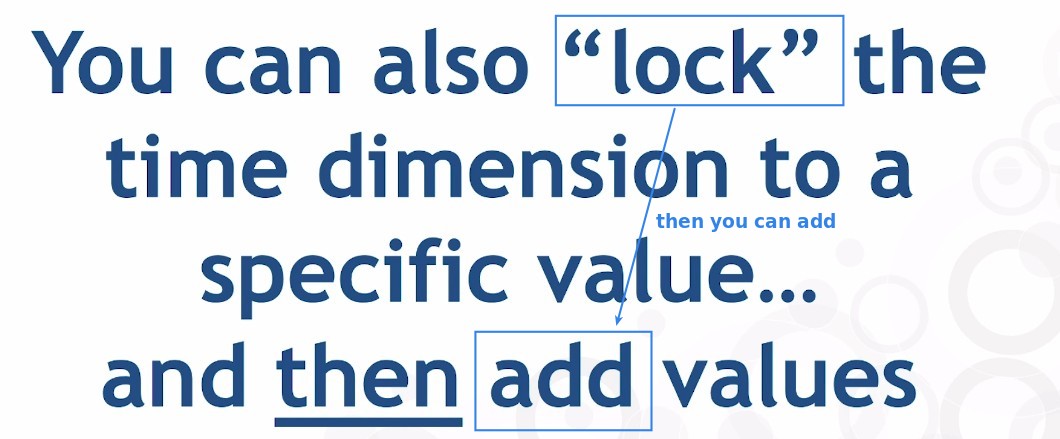 You can also “lock” the
time dimension to a
then you can add
specific value...
and then add values